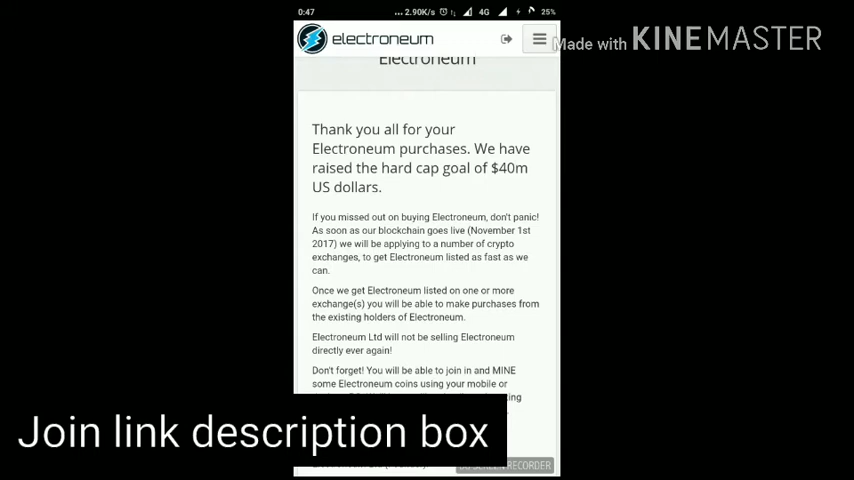 0:47 ... 2.90K/s 4G 25%
electroneum
Made with KINEMASTER
Electroneum
Thank you all for your
Electroneum purchases. We have
raised the hard cap goal of $40m
US dollars.
If you missed out on buying Electroneum, don't panic!
As soon as our blockchain goes live (November 1st
2017) we will be applying to a number of crypto
exchanges, to get Electroneum listed as fast as we
can.
Once we get Electroneum listed on one or more
exchange(s) you will be able to make purchases from
the existing holders of Electroneum.
Electroneum Ltd will not be selling Electroneum
directly ever again!
Don't forget! You will be able to join in and MINE
some Electroneum coins using your mobile or
Join link description box
SCREEN RECORDER